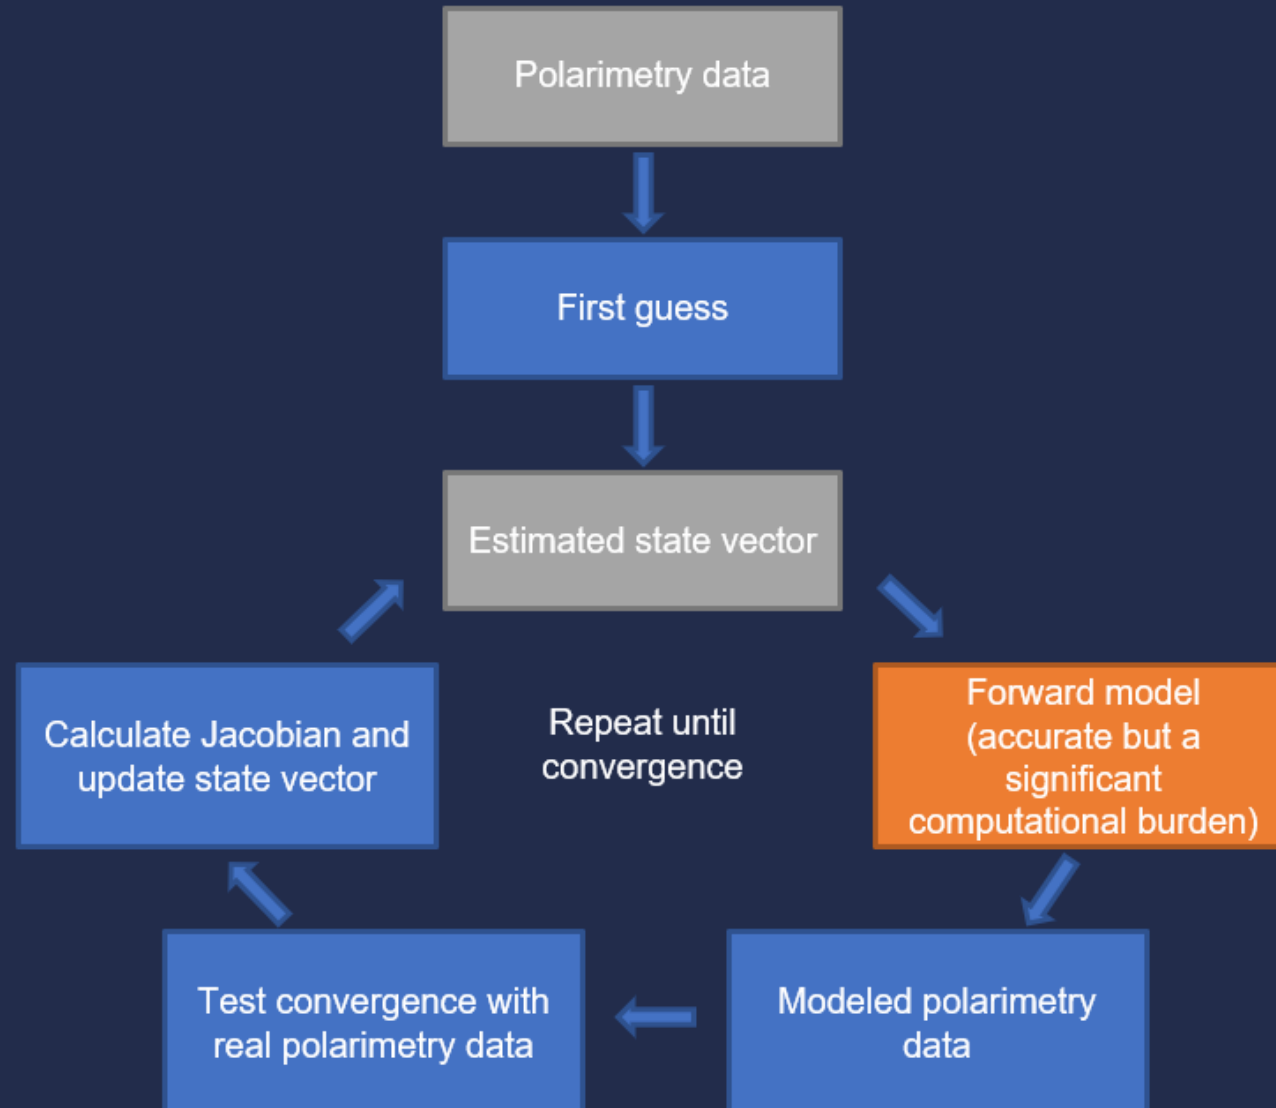 Polarimetry data
First guess
Estimated state vector
Calculate Jacobian and
update state vector
Repeat until
convergence
Forward model
(accurate but a
significant
computational burden)
Test convergence with
real polarimetry data
Modeled polarimetry
data